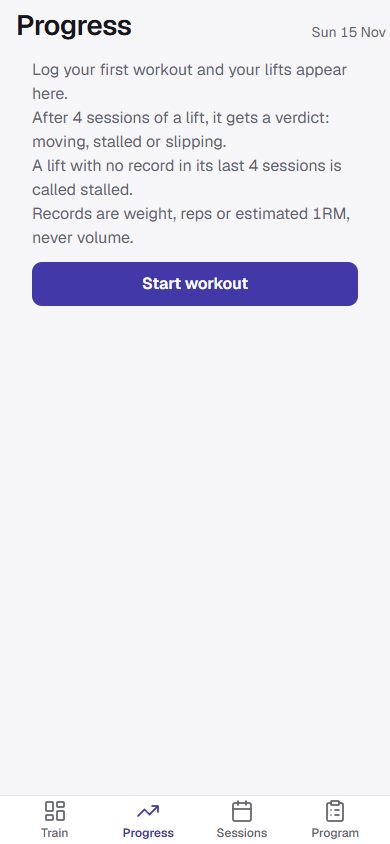 Progress
Sun 15 Nov
Log your first workout and your lifts appear
here.
After 4 sessions of a lift, it gets a verdict:
moving, stalled or slipping.
A lift with no record in its last 4 sessions is
called stalled.
Records are weight, reps or estimated 1RM,
never volume.
Start workout
Train
Progress
Sessions
Program